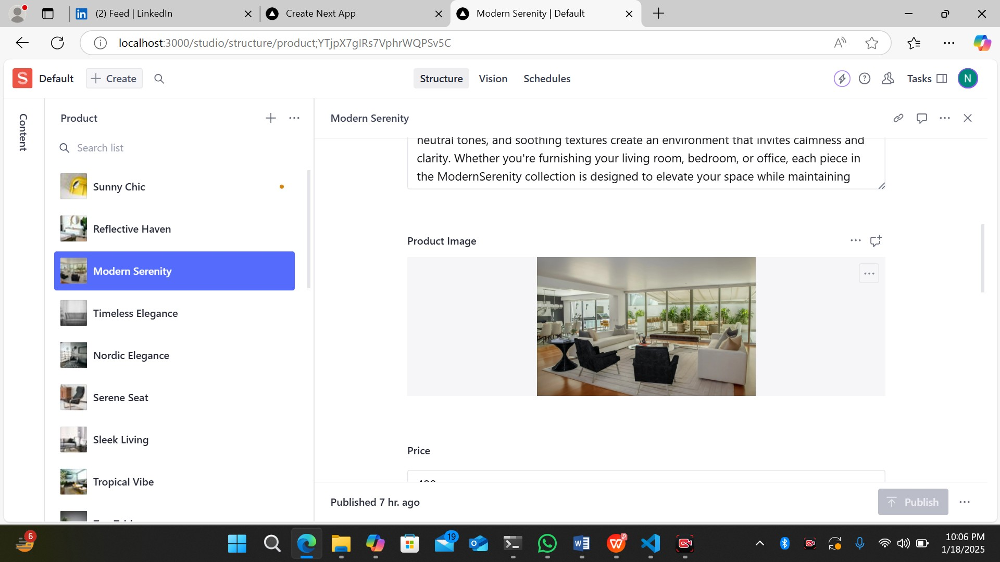 (2) Feed | LinkedIn
Create Next App
Modern Serenity | Default
localhost:3000/studio/structure/product;YTjpX7gIRs7VphrWQPSv5C
S
Default
Create
Structure
Vision
Schedules
Tasks
N
Content
Product
Search list
Sunny Chic
Reflective Haven
Modern Serenity
Timeless Elegance
Nordic Elegance
Serene Seat
Sleek Living
Tropical Vibe
Modern Serenity
neutral tones, and soothing textures create an environment that invites calmness and
clarity. Whether you're furnishing your living room, bedroom, or office, each piece in
the ModernSerenity collection is designed to elevate your space while maintaining
Product Image
Price
Published 7 hr. ago
Publish
6
19
10:06 PM
1/18/2025